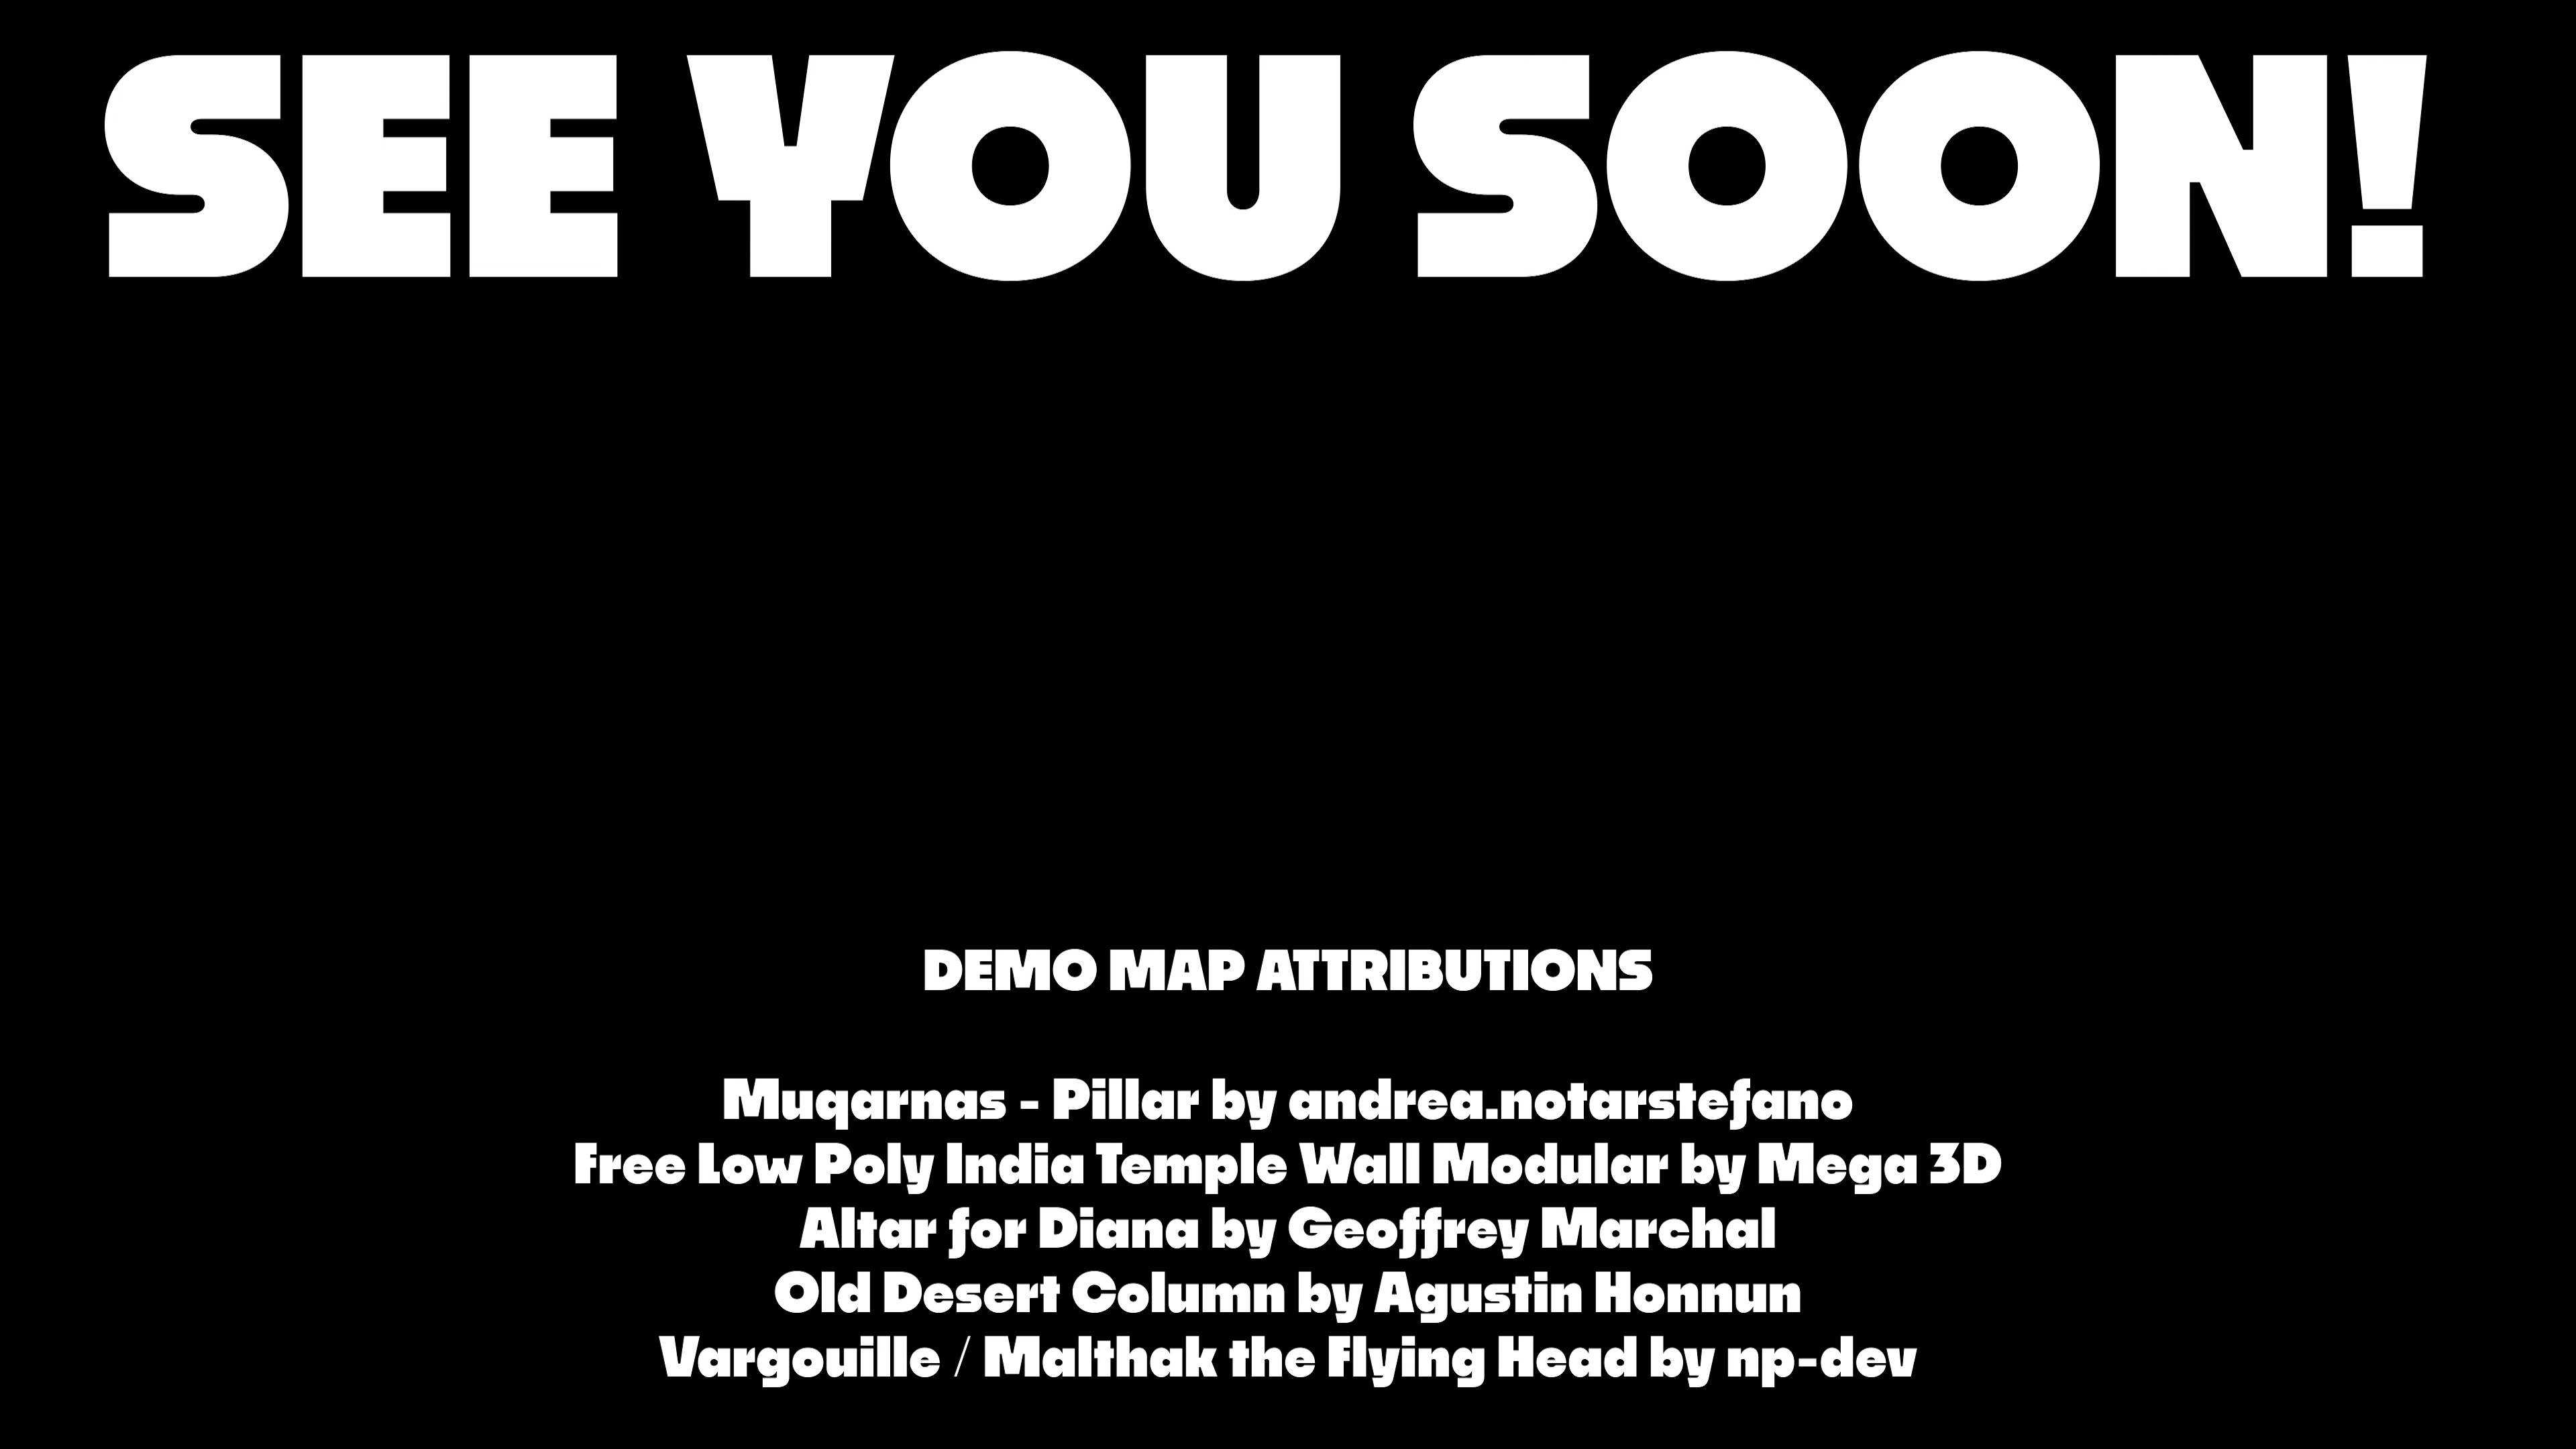 SEE YOU SOON!
DEMO MAP ATTRIBUTIONS
Muqarnas - Pillar by andrea.notarstefano
Free Low Poly India Temple Wall Modular by Mega 3D
Altar for Diana by Geoffrey Marchal
Old Desert Column by Agustin Honnun
Vargouille / Malthak the Flying Head by np-dev